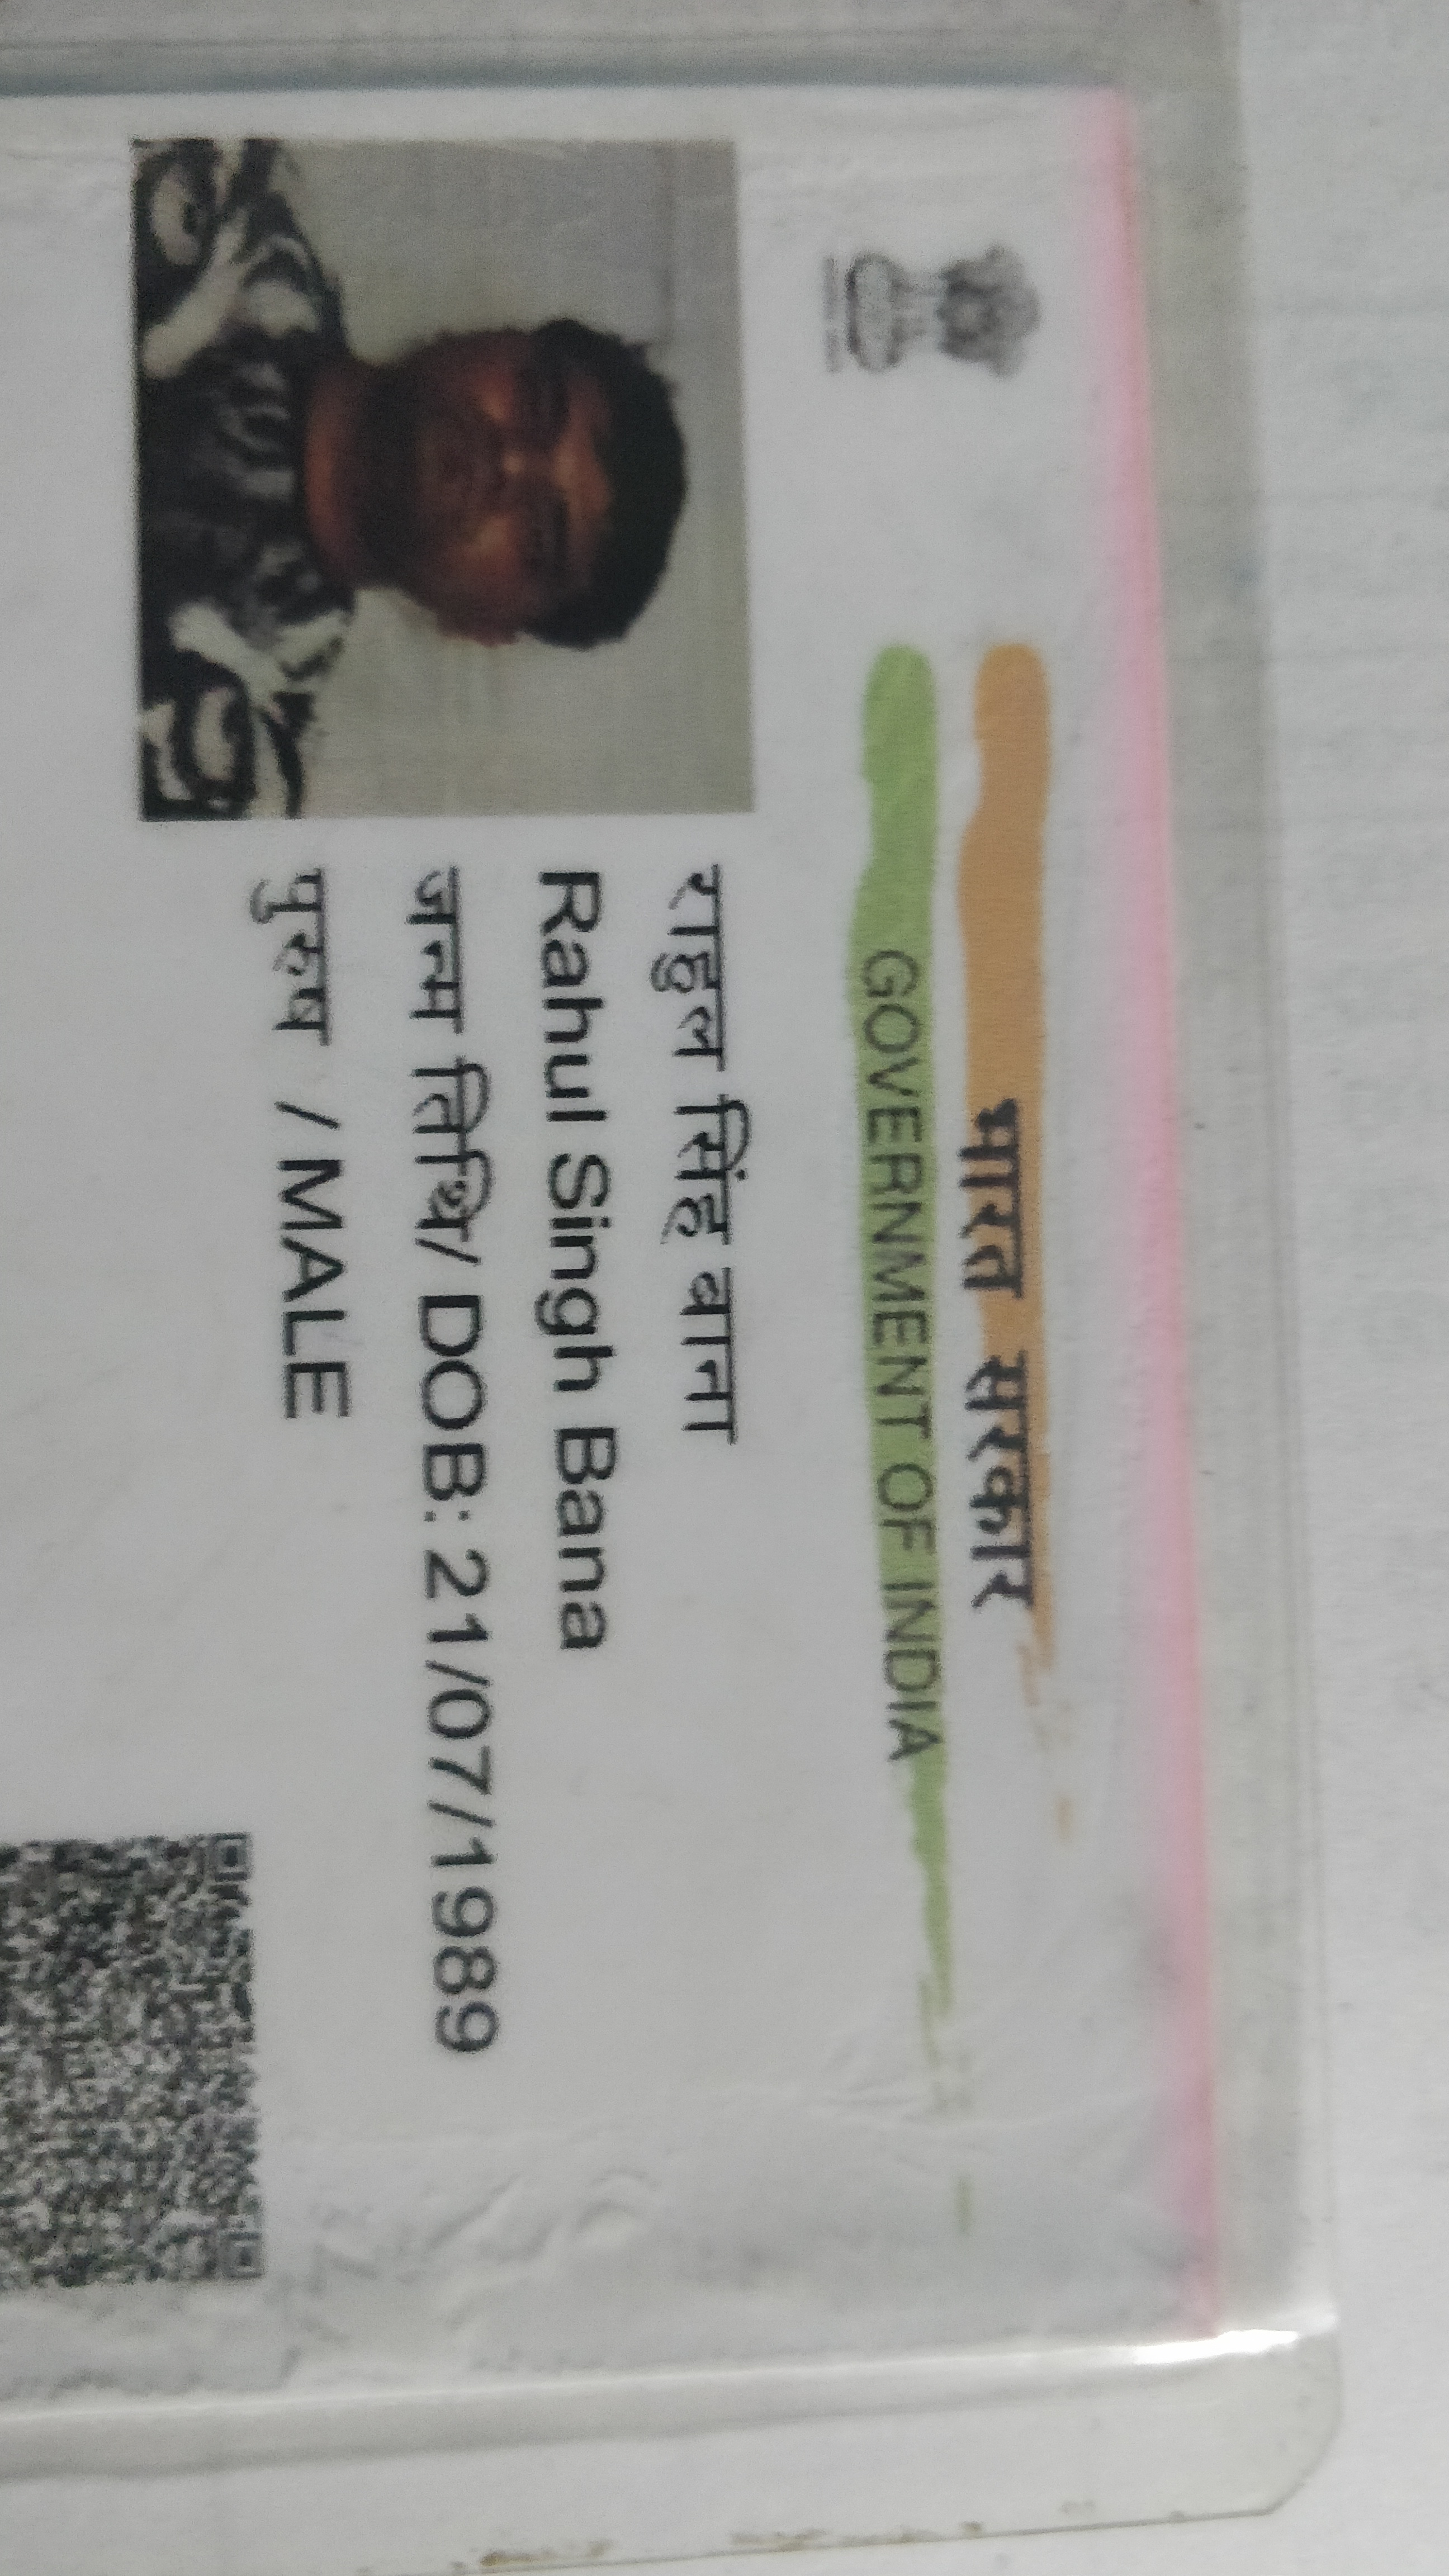 भारत सरकार
GOVERNMENT OF INDIA
राहुल सिंह बाना
Rahul Singh Bana
जन्म तिथि/ DOB: 21/07/1989
पुरुष / MALE